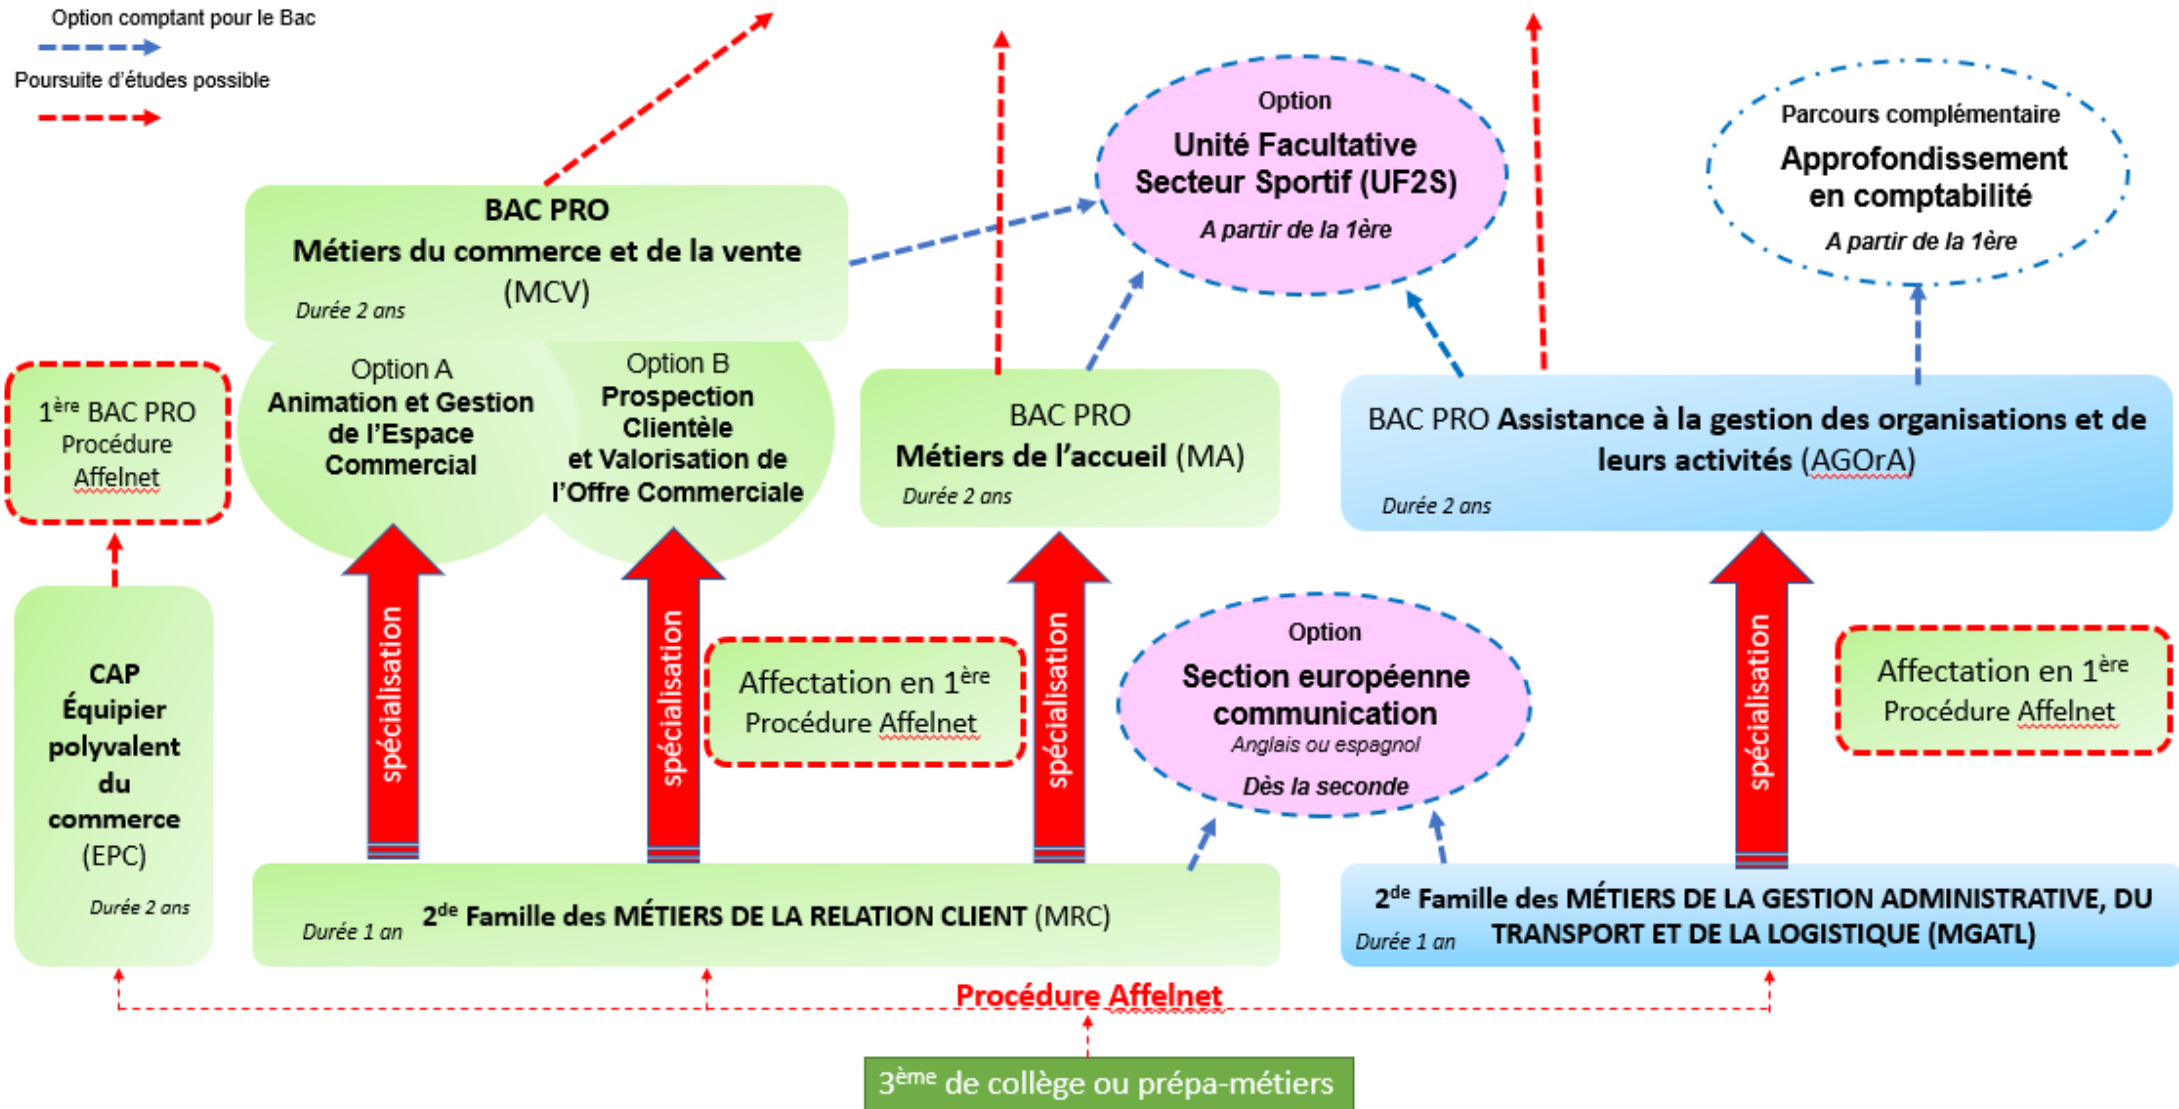 Option comptant pour le Bac
Poursuite d'études possible
Option
Unité Facultative
Secteur Sportif (UF2S)
A partir de la 1ère
Parcours complémentaire
Approfondissement
en comptabilité
A partir de la 1ère
BAC PRO
Métiers du commerce et de la vente
(MCV)
Durée 2 ans
Option A
Animation et Gestion
de l'Espace
Commercial
Option B
Prospection
Clientèle
et Valorisation de
l'Offre Commerciale
1ère BAC PRO
Procédure
Affelnet
BAC PRO
Métiers de l'accueil (MA)
Durée 2 ans
BAC PRO Assistance à la gestion des organisations et de
leurs activités (AGOrA)
Durée 2 ans
CAP
Équipier
polyvalent
du
commerce
(EPC)
Durée 2 ans
spécialisation
spécialisation
Affectation en 1ère
Procédure Affelnet
spécialisation
Option
Section européenne
communication
Anglais ou espagnol
Dès la seconde
spécialisation
Affectation en 1ère
Procédure Affelnet
2de Famille des MÉTIERS DE LA RELATION CLIENT (MRC)
Durée 1 an
2de Famille des MÉTIERS DE LA GESTION ADMINISTRATIVE, DU
TRANSPORT ET DE LA LOGISTIQUE (MGATL)
Durée 1 an
Procédure Affelnet
3ème de collège ou prépa-métiers